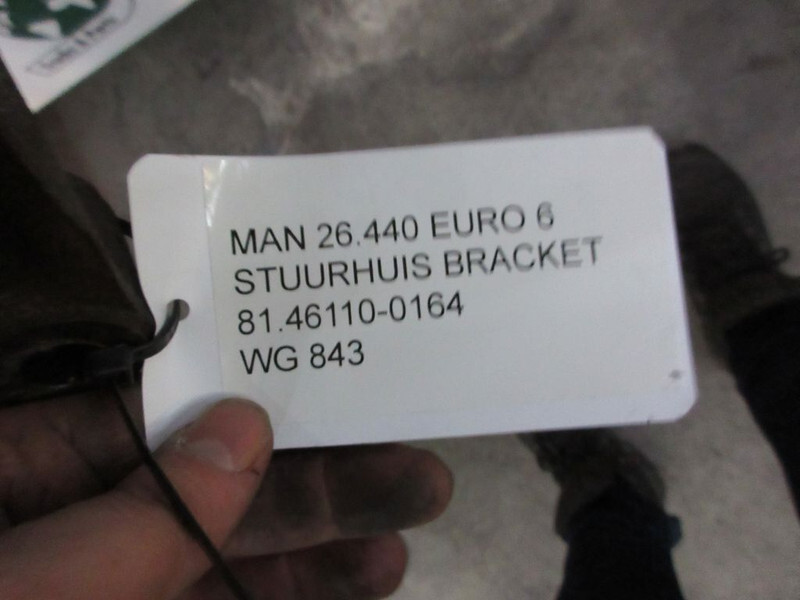 MAN 26.440 EURO 6
STUURHUIS BRACKET
81.46110-0164
WG 843